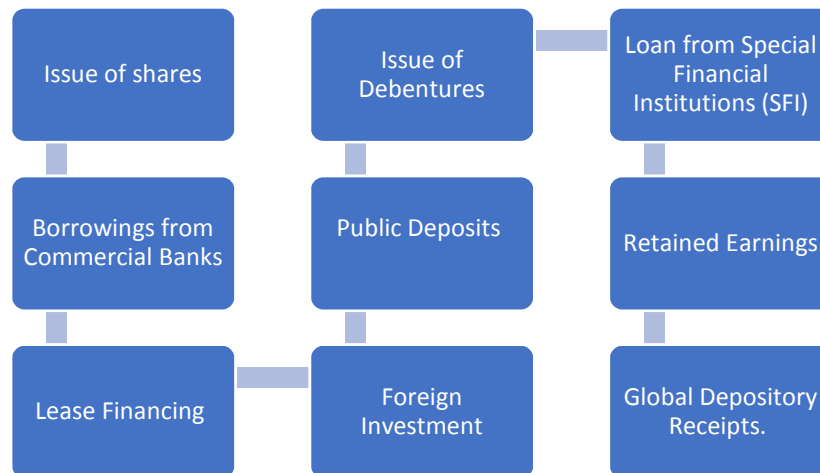 Issue of shares
Borrowings from
Commercial Banks
Lease Financing
Foreign
Investment
Public Deposits
Issue of
Debentures
Loan from Special
Financial
Institutions (SFI)
Retained Earnings
Global Depository
Receipts.